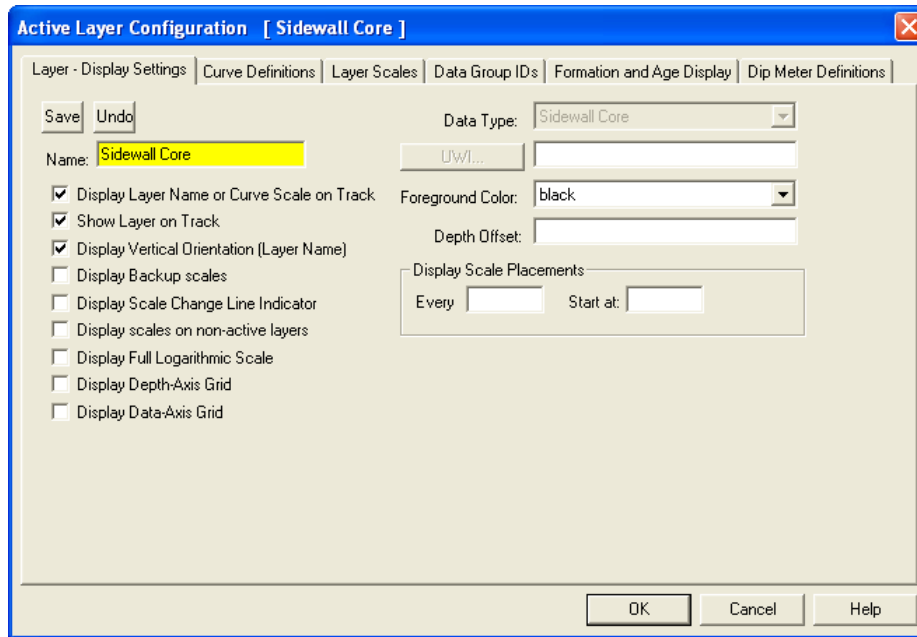 Active Layer Configuration [ Sidewall Core ]
Layer - Display Settings Curve Definitions Layer Scales Data Group IDs Formation and Age Display Dip Meter Definitions
Save Undo
Name: Sidewall Core
Display Layer Name or Curve Scale on Track
Show Layer on Track
Display Vertical Orientation (Layer Name)
Display Backup scales
Display Scale Change Line Indicator
Display scales on non-active layers
Display Full Logarithmic Scale
Display Depth-Axis Grid
Display Data-Axis Grid
Data Type: Sidewall Core
UWI...
Foreground Color: black
Depth Offset:
Display Scale Placements
Every Start at:
OK Cancel Help